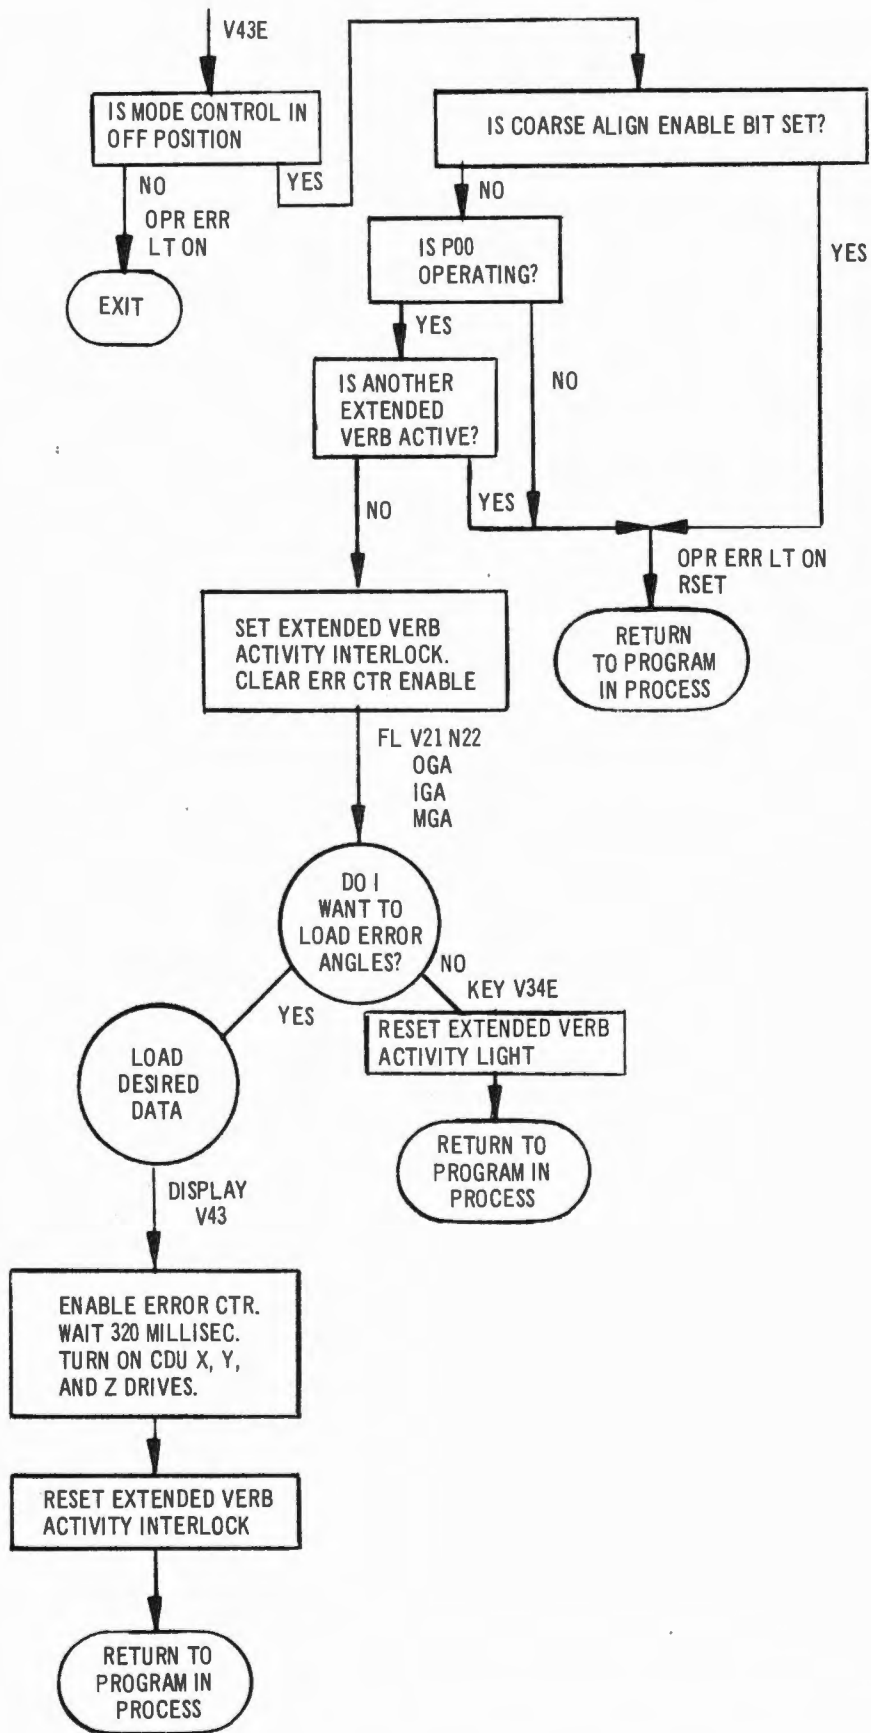 V43E
IS MODE CONTROL IN
OFF POSITION
IS COARSE ALIGN ENABLE BIT SET?
NO
YES
OPR ERR
LT ON
EXIT
NO
YES
IS P00
OPERATING?
YES
NO
IS ANOTHER
EXTENDED
VERB ACTIVE?
NO
YES
OPR ERR LT ON
RSET
RETURN
TO PROGRAM
IN PROCESS
SET EXTENDED VERB
ACTIVITY INTERLOCK.
CLEAR ERR CTR ENABLE
FL V21 N22
OGA
IGA
MGA
DO I
WANT TO
LOAD ERROR
ANGLES?
NO
KEY V34E
YES
RESET EXTENDED VERB
ACTIVITY LIGHT
RETURN TO
PROGRAM IN
PROCESS
LOAD
DESIRED
DATA
DISPLAY
V43
ENABLE ERROR CTR.
WAIT 320 MILLISEC.
TURN ON CDU X, Y,
AND Z DRIVES.
RESET EXTENDED VERB
ACTIVITY INTERLOCK
RETURN TO
PROGRAM IN
PROCESS